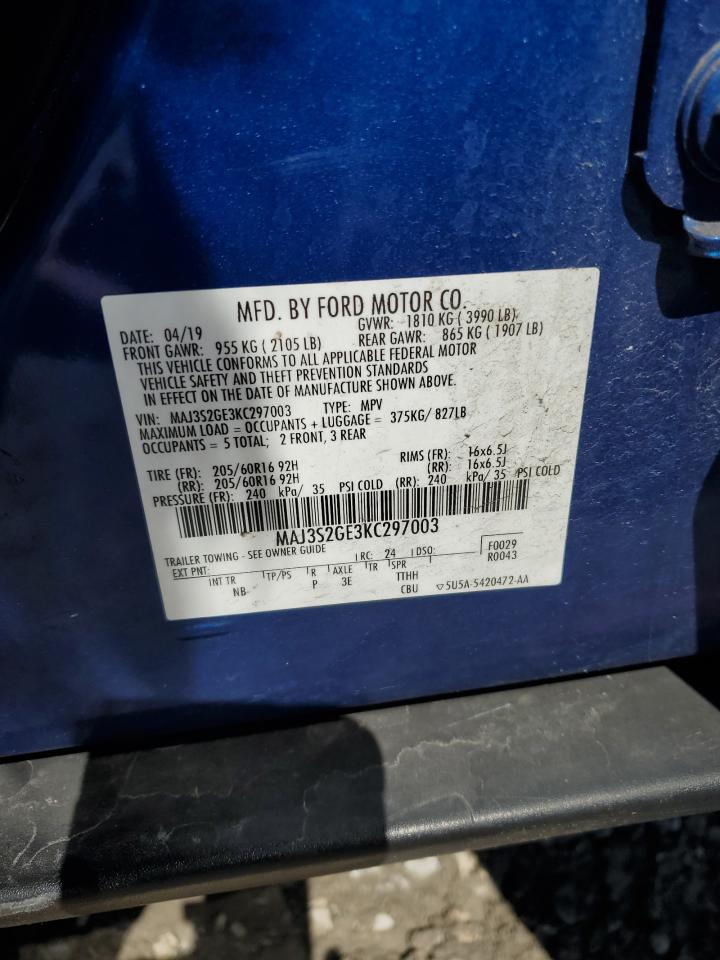 MFD. BY FORD MOTOR CO.
DATE: 04/19 GVWR: 1810 KG ( 3990 LB)
FRONT GAWR: 955 KG ( 2105 LB) REAR GAWR: 865 KG ( 1907 LB)
THIS VEHICLE CONFORMS TO ALL APPLICABLE FEDERAL MOTOR
VEHICLE SAFETY AND THEFT PREVENTION STANDARDS
IN EFFECT ON THE DATE OF MANUFACTURE SHOWN ABOVE.
VIN: MAJ3S2GE3KC297003 TYPE: MPV
MAXIMUM LOAD = OCCUPANTS + LUGGAGE = 375KG/ 827LB
OCCUPANTS = 5 TOTAL; 2 FRONT, 3 REAR
TIRE (FR): 205/60R16 92H RIMS (FR): 16x6.5J
(RR): 205/60R16 92H (RR): 16x6.5J
PRESSURE (FR): 240 kPa/ 35 PSI COLD (RR): 240 kPa/ 35 PSI COLD
MAJ3S2GE3KC297003
TRAILER TOWING - SEE OWNER GUIDE RC: 24 DSO: F0029
EXT PNT: R0043
INT TR TP/PS R AXLE TR SPR
NB P 3E TTHH
CBU ▽5U5A-5420472-AA